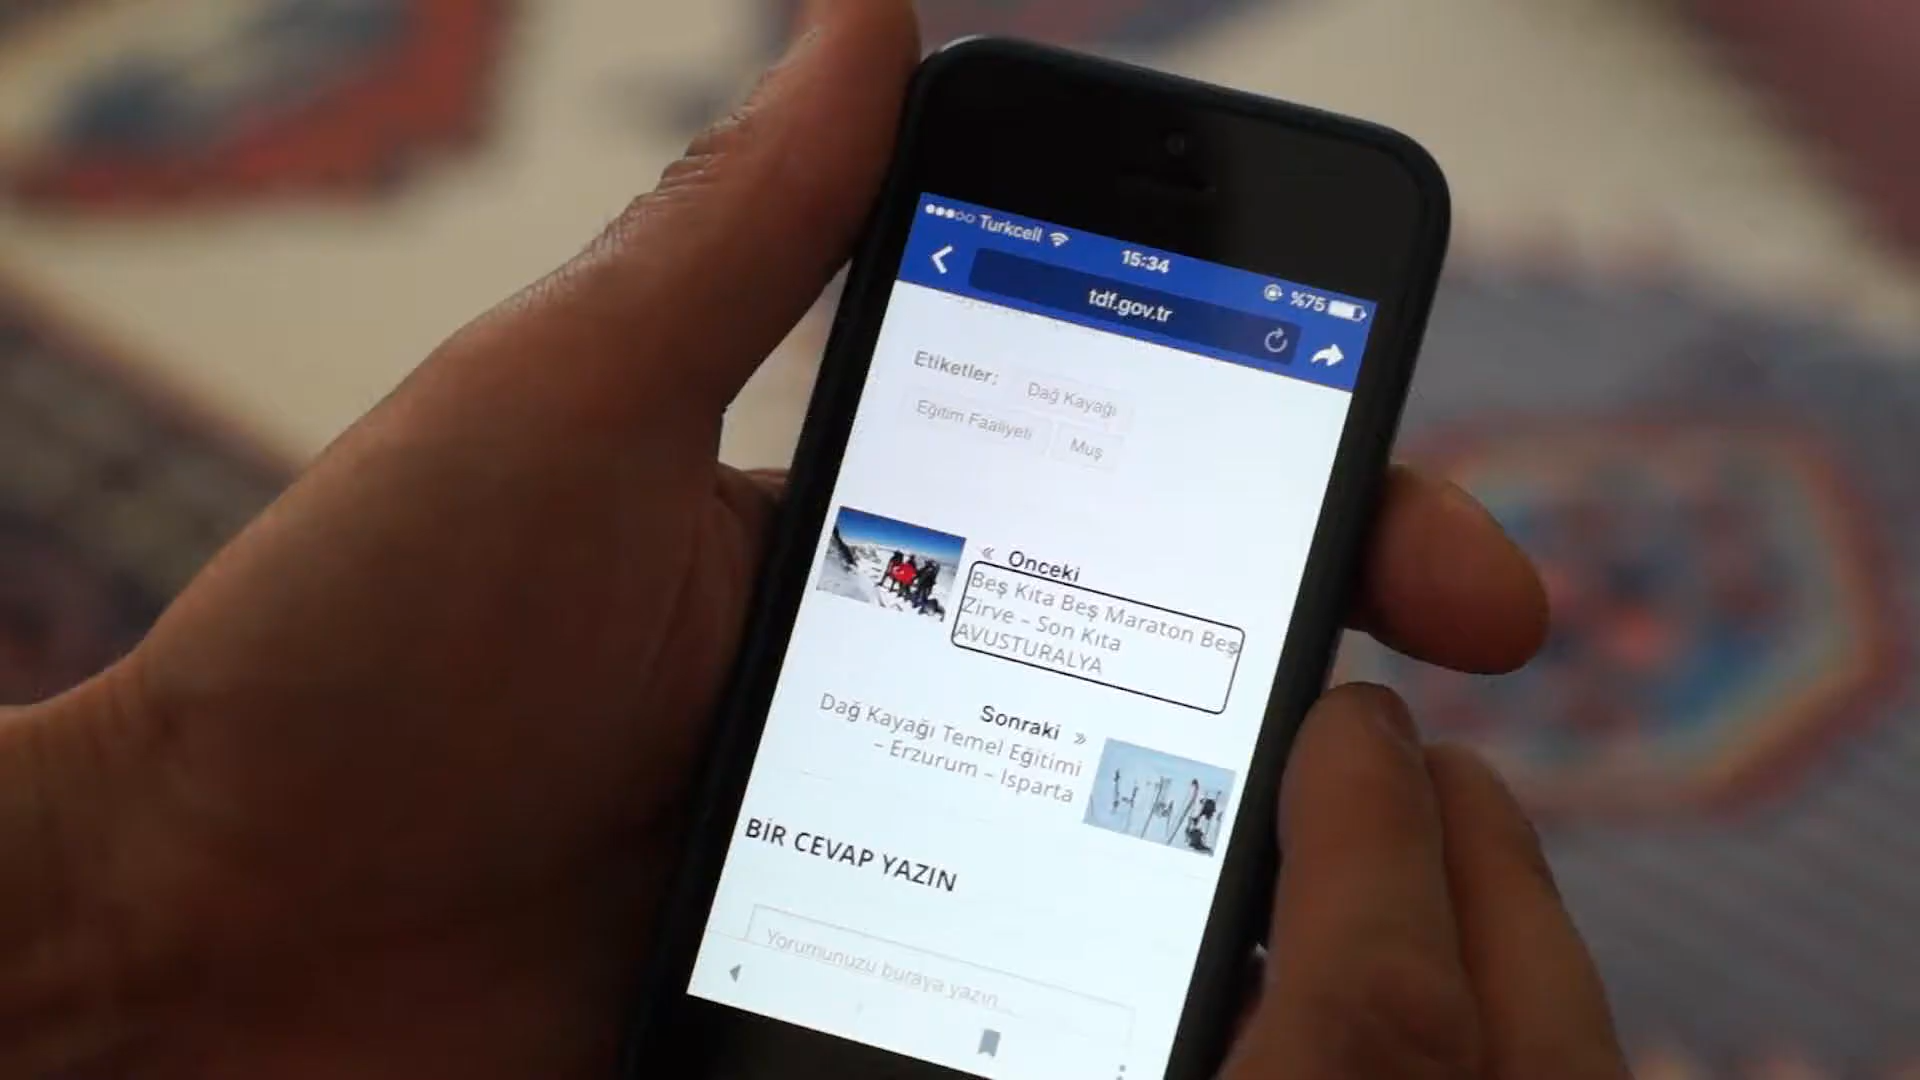 Turkcell
15:34
%75
tdf.gov.tr
Etiketler: Dağ Kayağı
Eğitim Faaliyeti Muş
« Önceki
Beş Kıta Beş Maraton Beş
Zirve – Son Kıta
AVUSTURALYA
Sonraki »
Dağ Kayağı Temel Eğitimi
– Erzurum – Isparta
BİR CEVAP YAZIN
Yorumunuzu buraya yazın...